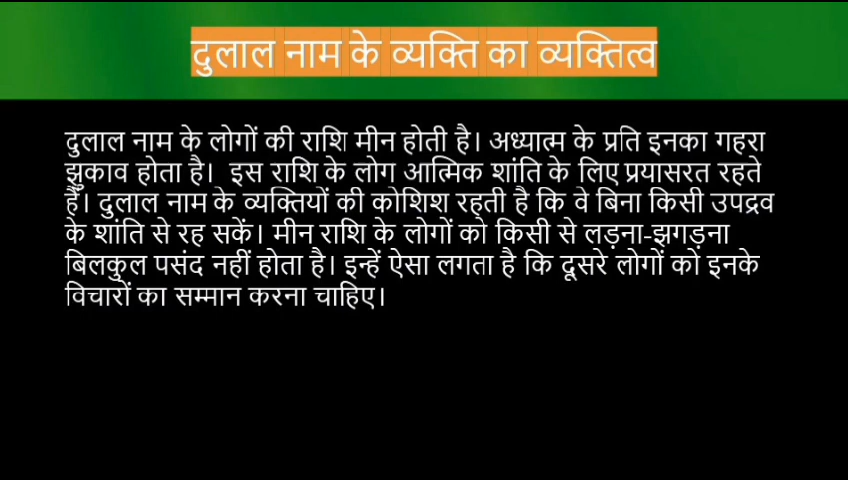 दुलाल नाम के व्यक्ति का व्यक्तित्व
दुलाल नाम के लोगों की राशि मीन होती है। अध्यात्म के प्रति इनका गहरा
झुकाव होता है।  इस राशि के लोग आत्मिक शांति के लिए प्रयासरत रहते
हैं। दुलाल नाम के व्यक्तियों की कोशिश रहती है कि वे बिना किसी उपद्रव
के शांति से रह सकें। मीन राशि के लोगों को किसी से लड़ना-झगड़ना
बिलकुल पसंद नहीं होता है। इन्हें ऐसा लगता है कि दूसरे लोगों को इनके
विचारों का सम्मान करना चाहिए।